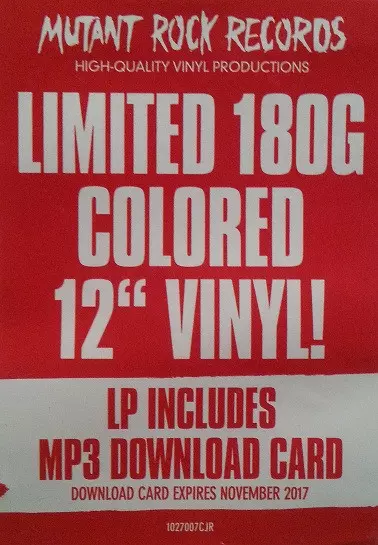 MUTANT ROCK RECORDS
HIGH-QUALITY VINYL PRODUCTIONS
LIMITED 180G
COLORED
12“ VINYL!
LP INCLUDES
MP3 DOWNLOAD CARD
DOWNLOAD CARD EXPIRES NOVEMBER 2017
1027007CJR